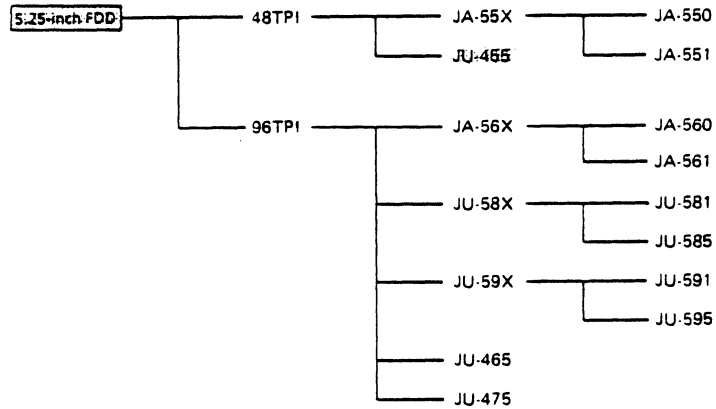 5.25-inch FDD 48TPI JA-55X JA-550
JU-455 JA-551
96TPI JA-56X JA-560
JA-561
JU-58X JU-581
JU-585
JU-59X JU-591
JU-595
JU-465
JU-475